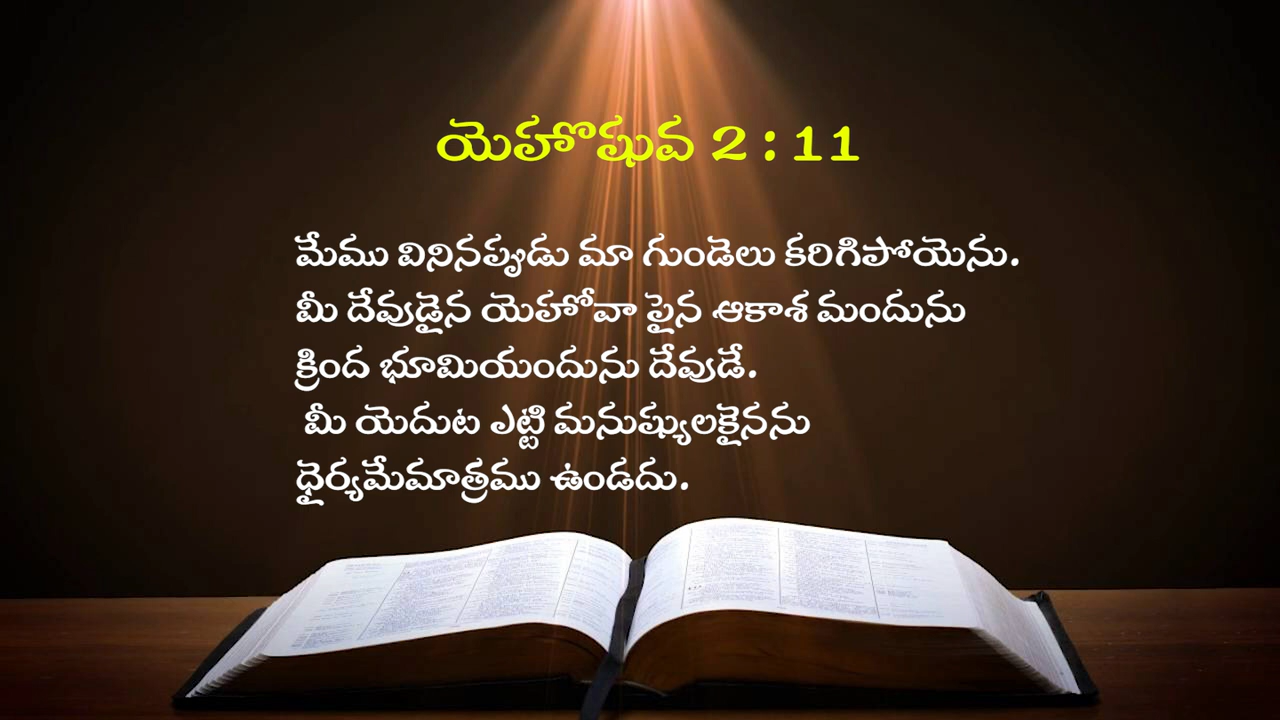 యెహొషువ 2 : 11
మేము వినినప్పుడు మా గుండెలు కరిగిపోయెను.
మీ దేవుడైన యెహోవా పైన ఆకాశ మందును
క్రింద భూమియందును దేవుడే.
మీ యెదుట ఎట్టి మనుష్యులకైనను
ధైర్యమేమాత్రము ఉండదు.